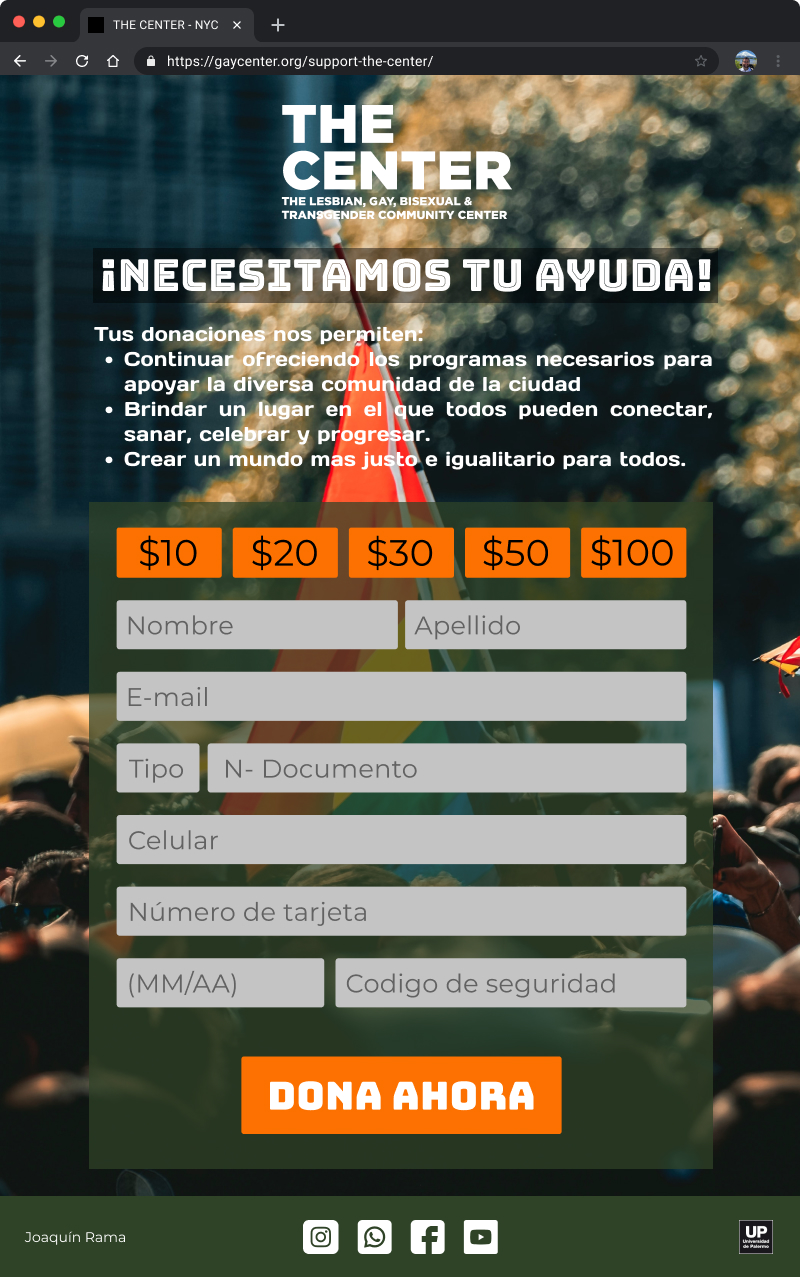 THE CENTER - NYC
https://gaycenter.org/support-the-center/
THE
CENTER
THE LESBIAN, GAY, BISEXUAL &
TRANSGENDER COMMUNITY CENTER
¡NECESITAMOS TU AYUDA!
Tus donaciones nos permiten:
• Continuar ofreciendo los programas necesarios para
apoyar la diversa comunidad de la ciudad
• Brindar un lugar en el que todos pueden conectar,
sanar, celebrar y progresar.
• Crear un mundo mas justo e igualitario para todos.
$10 $20 $30 $50 $100
Nombre Apellido
E-mail
Tipo N- Documento
Celular
Número de tarjeta
(MM/AA) Codigo de seguridad
DONA AHORA
Joaquín Rama
UP
Universidad
de Palermo